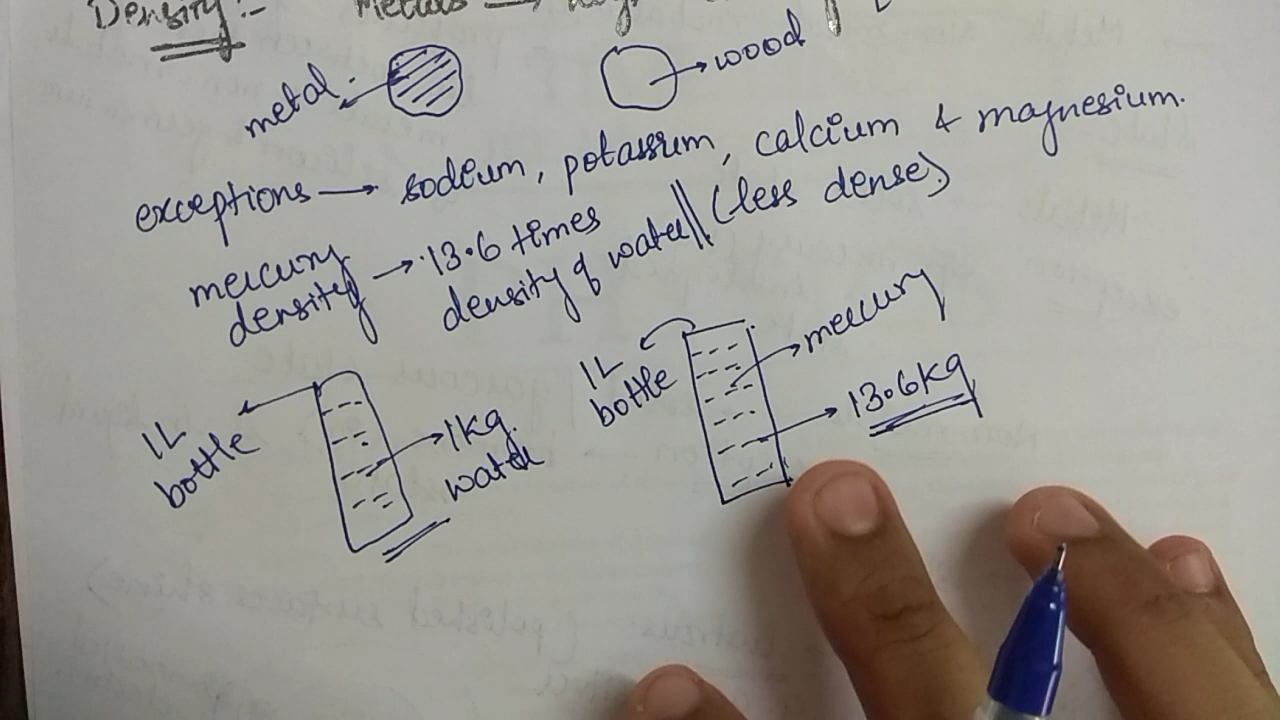 Density:-
Metals →
metal.
wood
exceptions → sodium, potassium, calcium & magnesium.
(less dense)
mercury density → 13.6 times density of water
1L bottle
1kg. water
1L bottle
mercury
13.6kg